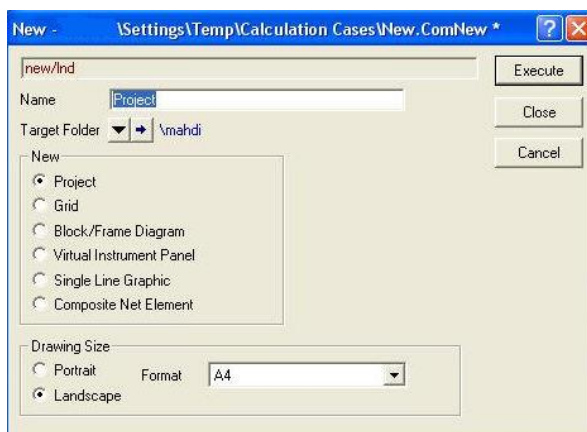 New - \Settings\Temp\Calculation Cases\New.ComNew *
new/lnd
Execute
Name Project
Close
Target Folder \mahdi
Cancel
New
Project
Grid
Block/Frame Diagram
Virtual Instrument Panel
Single Line Graphic
Composite Net Element
Drawing Size
Portrait
Format A4
Landscape